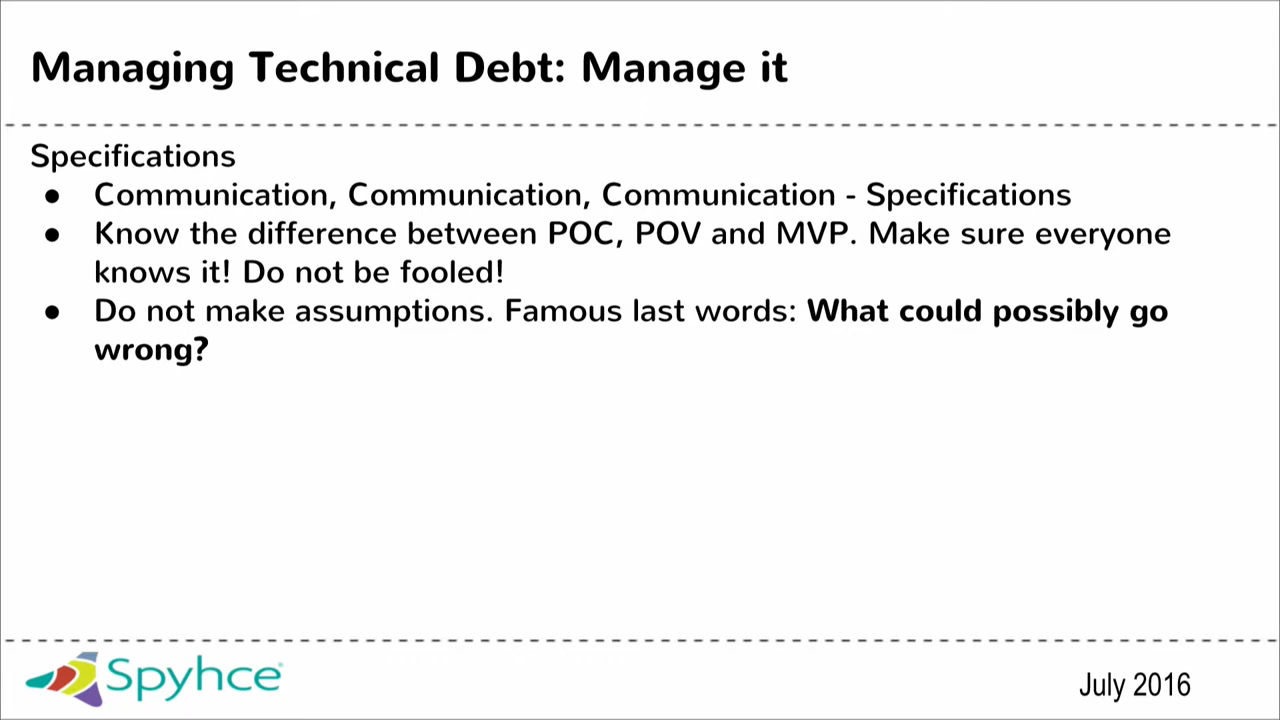 Managing Technical Debt: Manage it
Specifications
● Communication, Communication, Communication - Specifications
● Know the difference between POC, POV and MVP. Make sure everyone
knows it! Do not be fooled!
● Do not make assumptions. Famous last words: What could possibly go
wrong?
Spyhce
July 2016